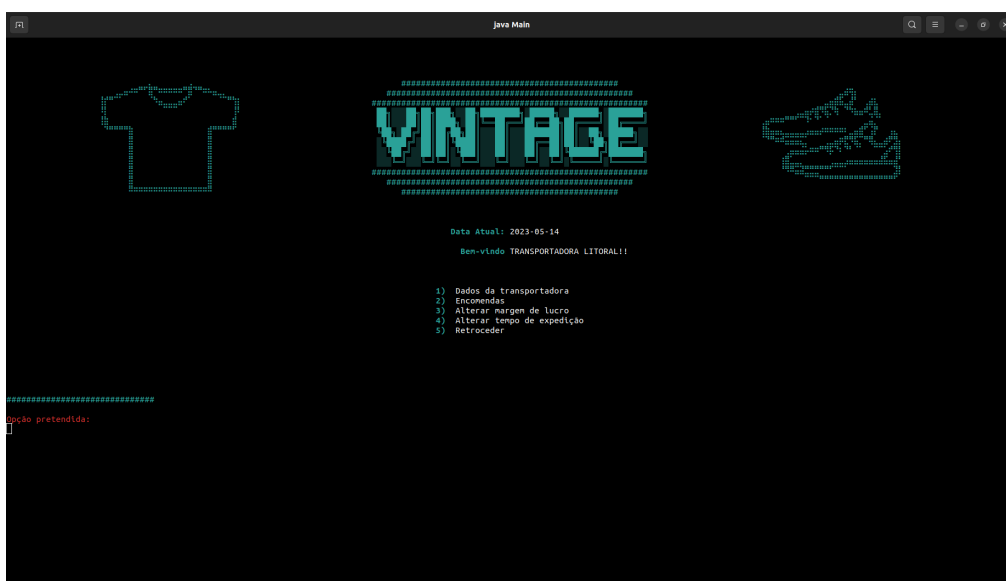 java Main
VINTAGE
Data Atual: 2023-05-14
Bem-vindo TRANSPORTADORA LITORAL!!
1) Dados da transportadora
2) Encomendas
3) Alterar margem de lucro
4) Alterar tempo de expedição
5) Retroceder
##############################
Opção pretendida: